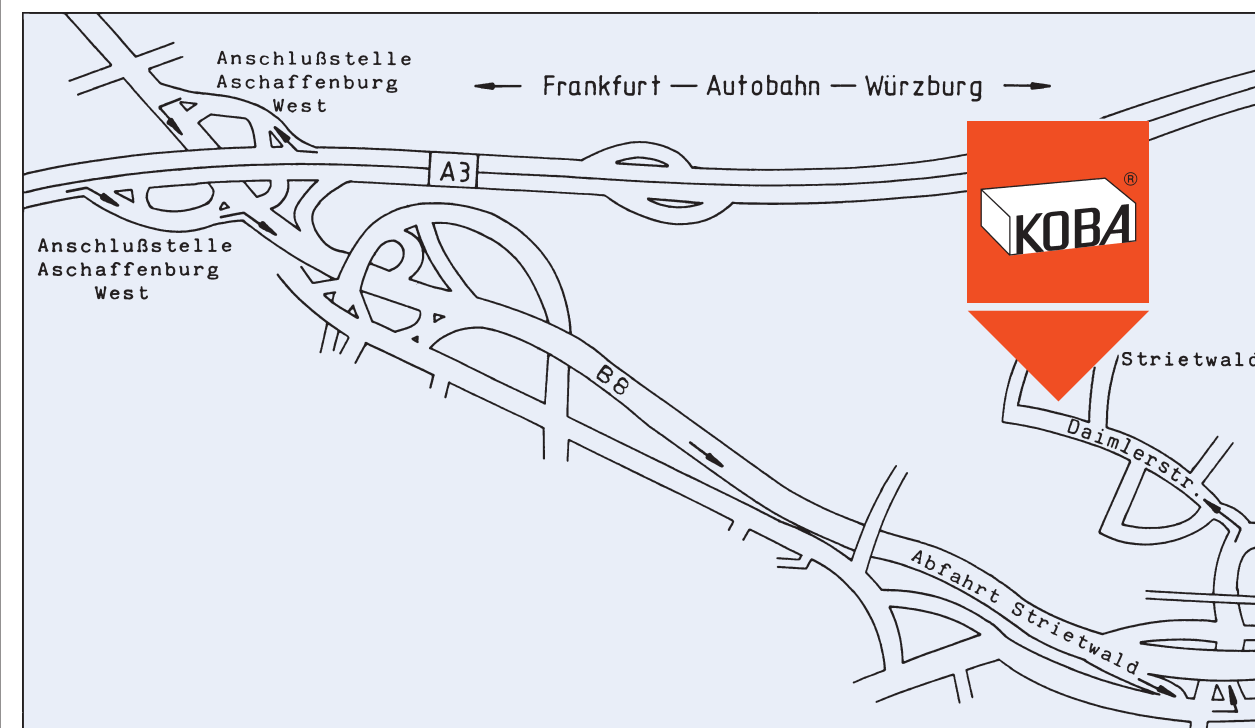 Anschlußstelle
Aschaffenburg
West
Frankfurt — Autobahn — Würzburg
A3
®
KOBA
Anschlußstelle
Aschaffenburg
West
B8
Strietwald
Daimlerstr.
Abfahrt Strietwald